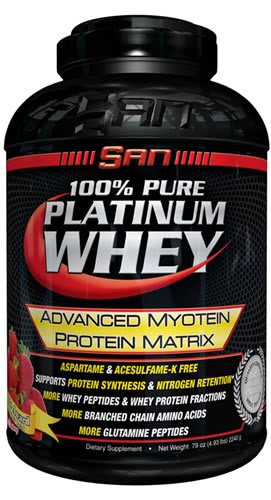 SAN
100% PURE
PLATINUM
WHEY
ADVANCED MYOTEIN
PROTEIN MATRIX
ASPARTAME & ACESULFAME-K FREE
SUPPORTS PROTEIN SYNTHESIS & NITROGEN RETENTION*
MORE WHEY PEPTIDES & WHEY PROTEIN FRACTIONS
MORE BRANCHED CHAIN AMINO ACIDS
MORE GLUTAMINE PEPTIDES
Dietary Supplement • Net Weight 79 oz (4.93 lbs) 2240 g